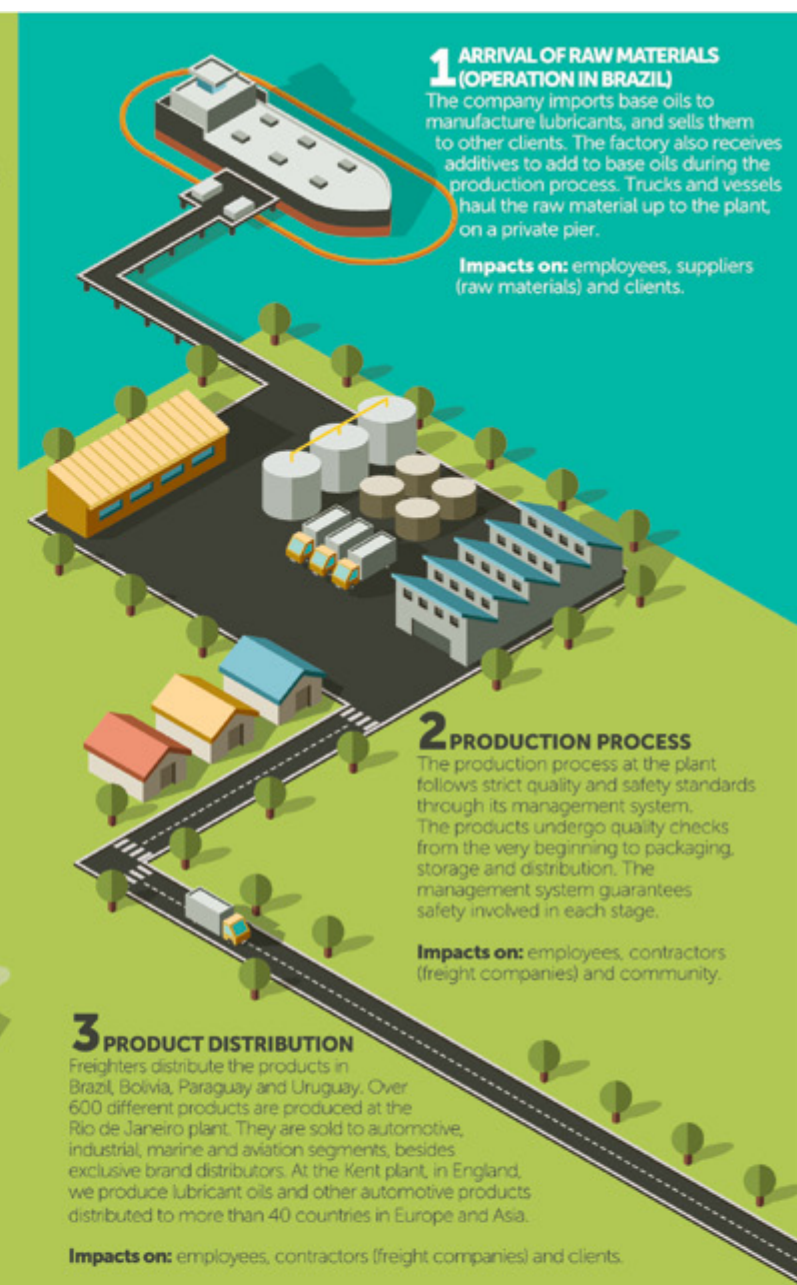 1 ARRIVAL OF RAW MATERIALS
(OPERATION IN BRAZIL)
The company imports base oils to
manufacture lubricants, and sells them
to other clients. The factory also receives
additives to add to base oils during the
production process. Trucks and vessels
haul the raw material up to the plant,
on a private pier.
Impacts on: employees, suppliers
(raw materials) and clients.
2 PRODUCTION PROCESS
The production process at the plant
follows strict quality and safety standards
through its management system.
The products undergo quality checks
from the very beginning to packaging,
storage and distribution. The
management system guarantees
safety involved in each stage.
Impacts on: employees, contractors
(freight companies) and community.
3 PRODUCT DISTRIBUTION
Freighters distribute the products in
Brazil, Bolivia, Paraguay and Uruguay. Over
600 different products are produced at the
Rio de Janeiro plant. They are sold to automotive,
industrial, marine and aviation segments, besides
exclusive brand distributors. At the Kent plant, in England,
we produce lubricant oils and other automotive products
distributed to more than 40 countries in Europe and Asia.
Impacts on: employees, contractors (freight companies) and clients.